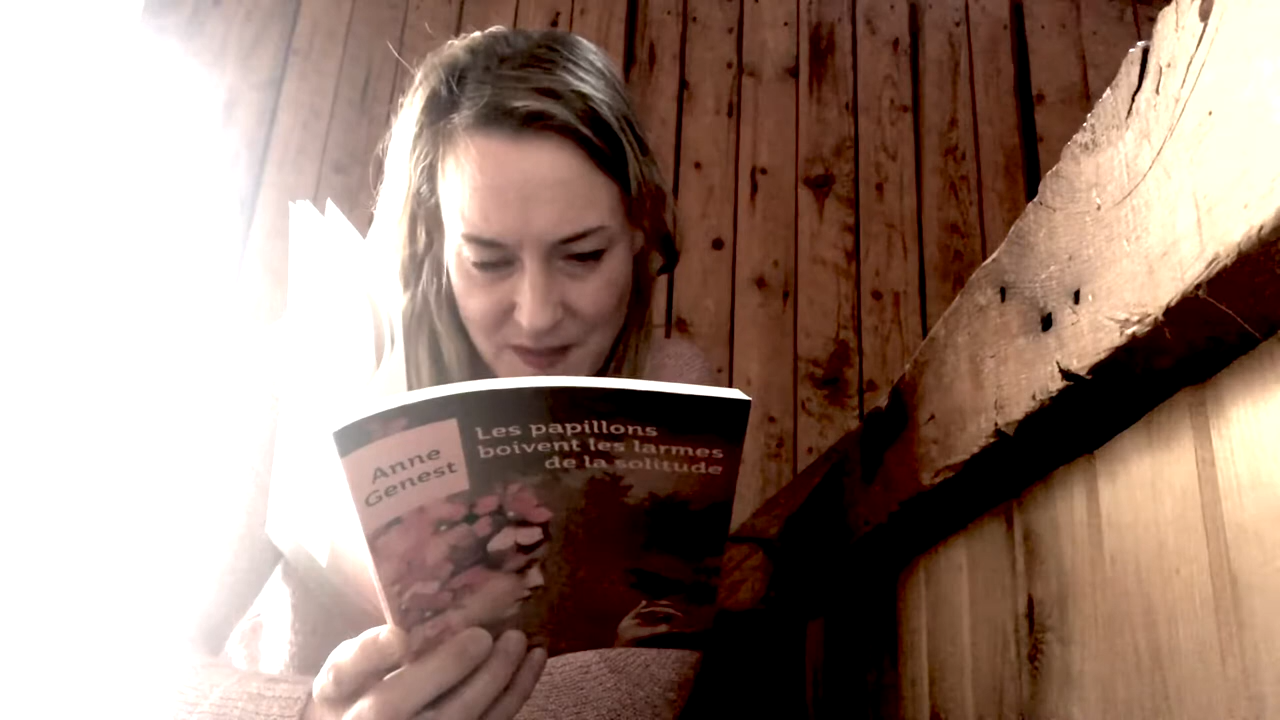 Anne
Genest
Les papillons
boivent les larmes
de la solitude